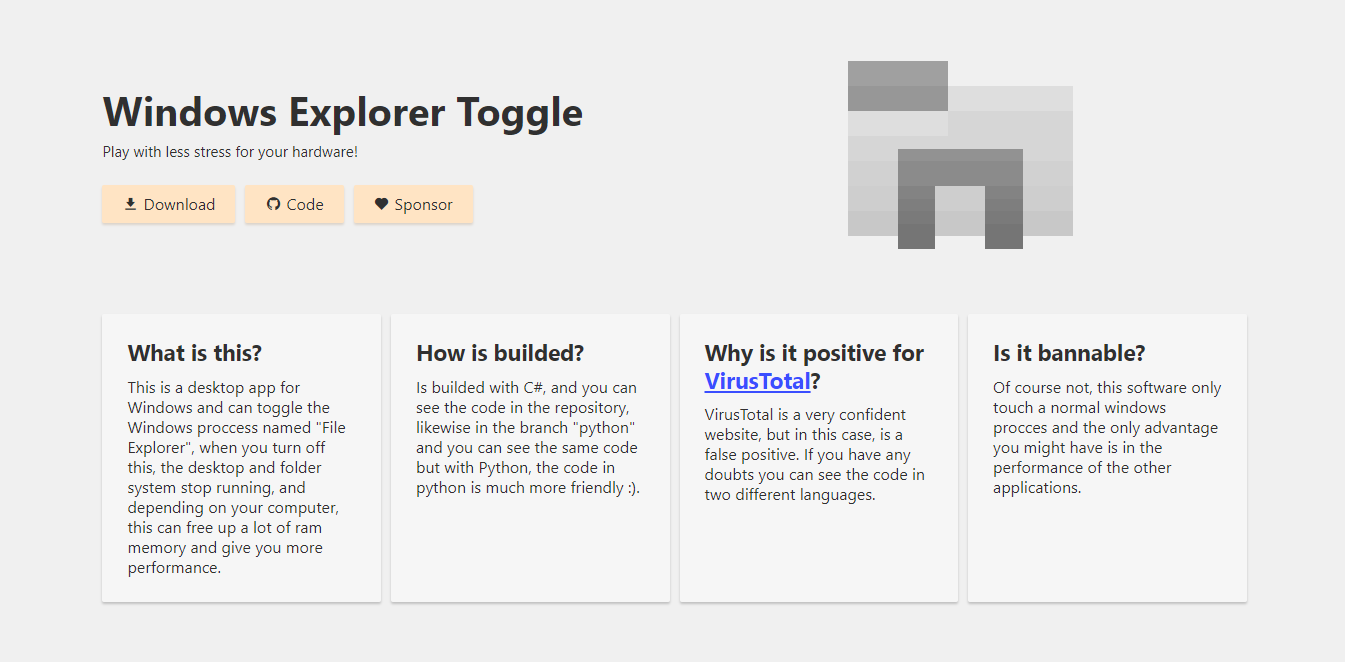 Windows Explorer Toggle
Play with less stress for your hardware!
Download
Code
Sponsor
What is this?
This is a desktop app for
Windows and can toggle the
Windows proccess named "File
Explorer", when you turn off
this, the desktop and folder
system stop running, and
depending on your computer,
this can free up a lot of ram
memory and give you more
performance.
How is builded?
Is builded with C#, and you can
see the code in the repository,
likewise in the branch "python"
and you can see the same code
but with Python, the code in
python is much more friendly :).
Why is it positive for
VirusTotal?
VirusTotal is a very confident
website, but in this case, is a
false positive. If you have any
doubts you can see the code in
two different languages.
Is it bannable?
Of course not, this software only
touch a normal windows
procces and the only advantage
you might have is in the
performance of the other
applications.